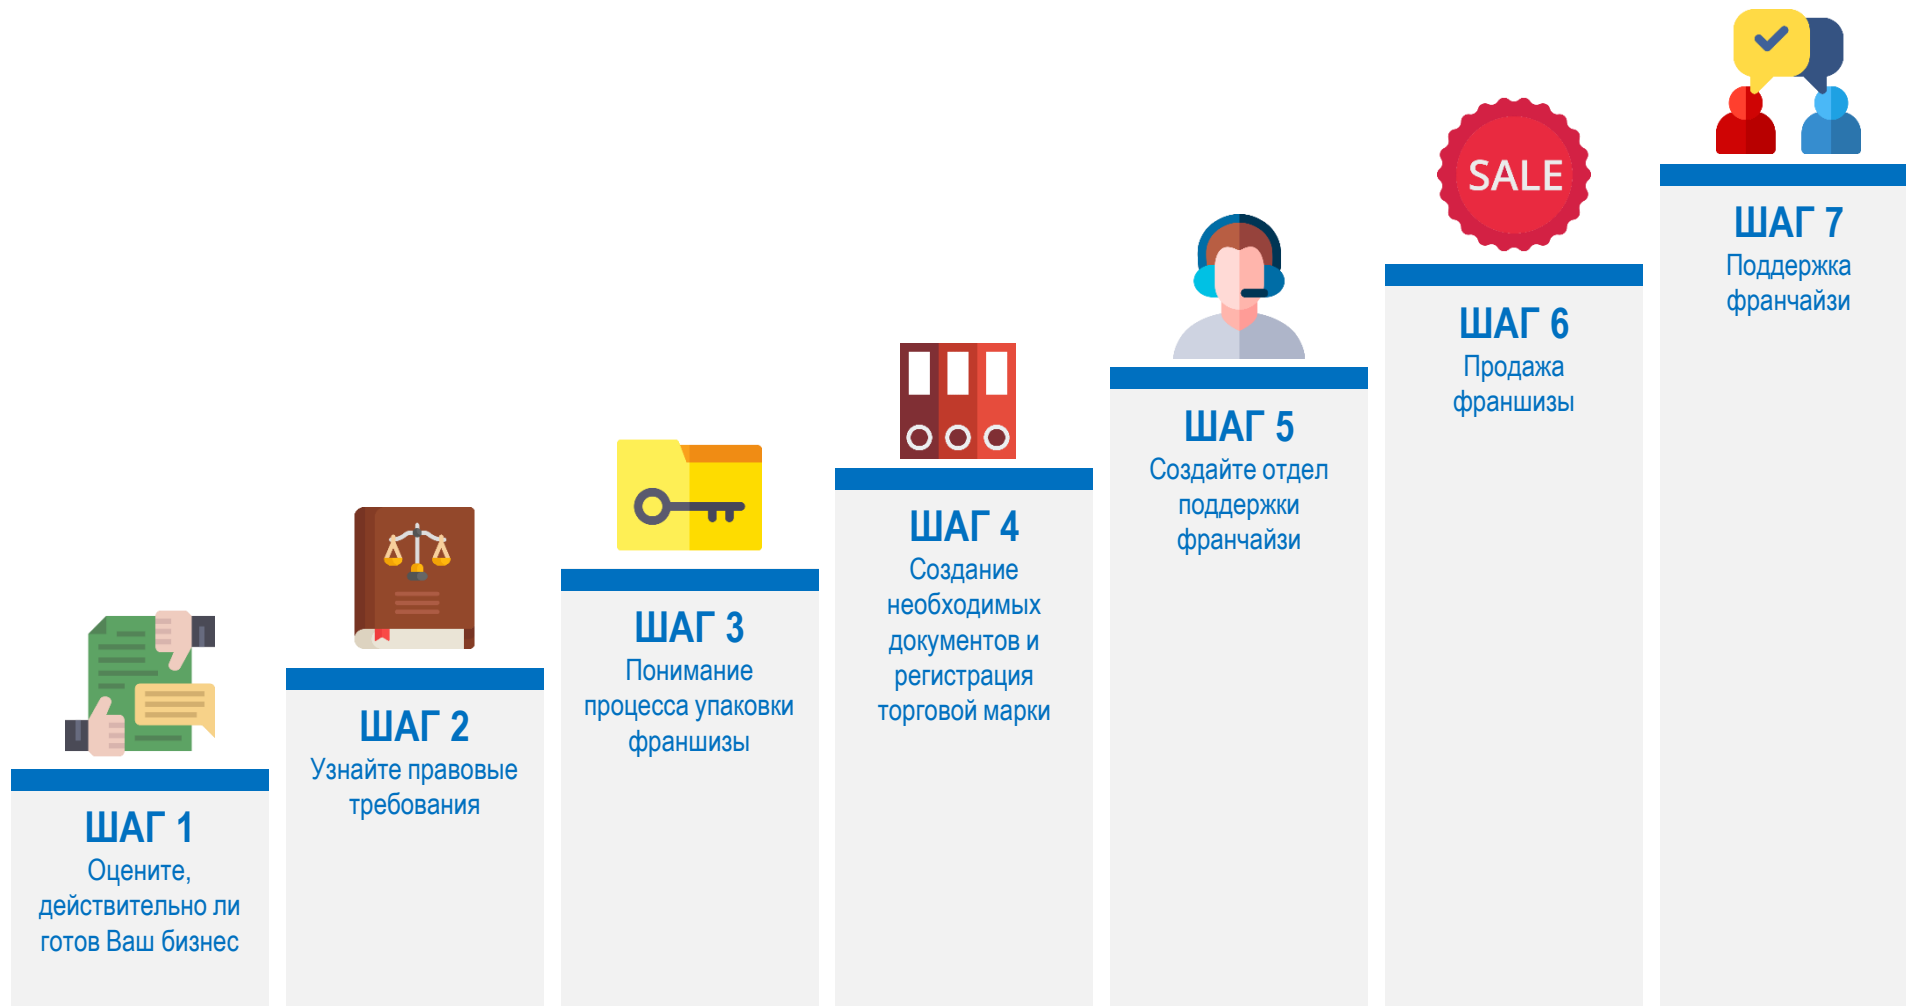 ШАГ 1
Оцените,
действительно ли
готов Ваш бизнес
ШАГ 2
Узнайте правовые
требования
ШАГ 3
Понимание
процесса упаковки
франшизы
ШАГ 4
Создание
необходимых
документов и
регистрация
торговой марки
ШАГ 5
Создайте отдел
поддержки
франчайзи
SALE
ШАГ 6
Продажа
франшизы
ШАГ 7
Поддержка
франчайзи